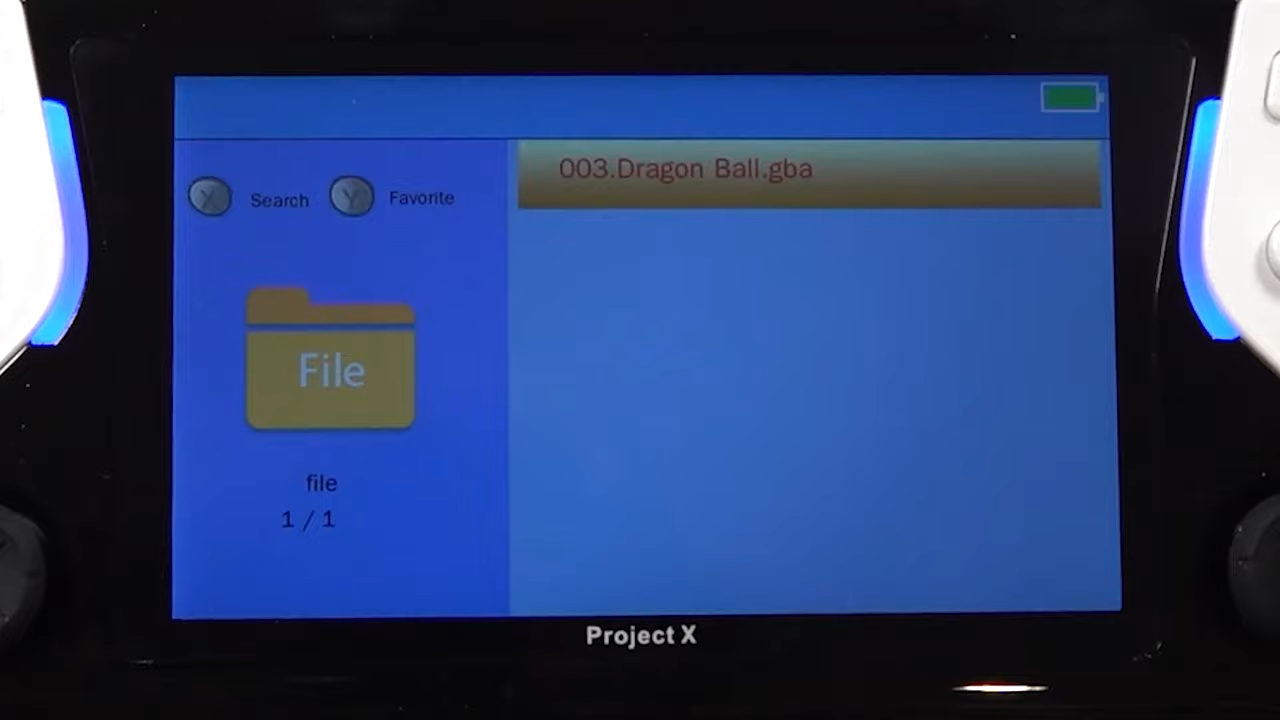 003.Dragon Ball.gba
X Search Y Favorite
File
file
1 / 1
Project X